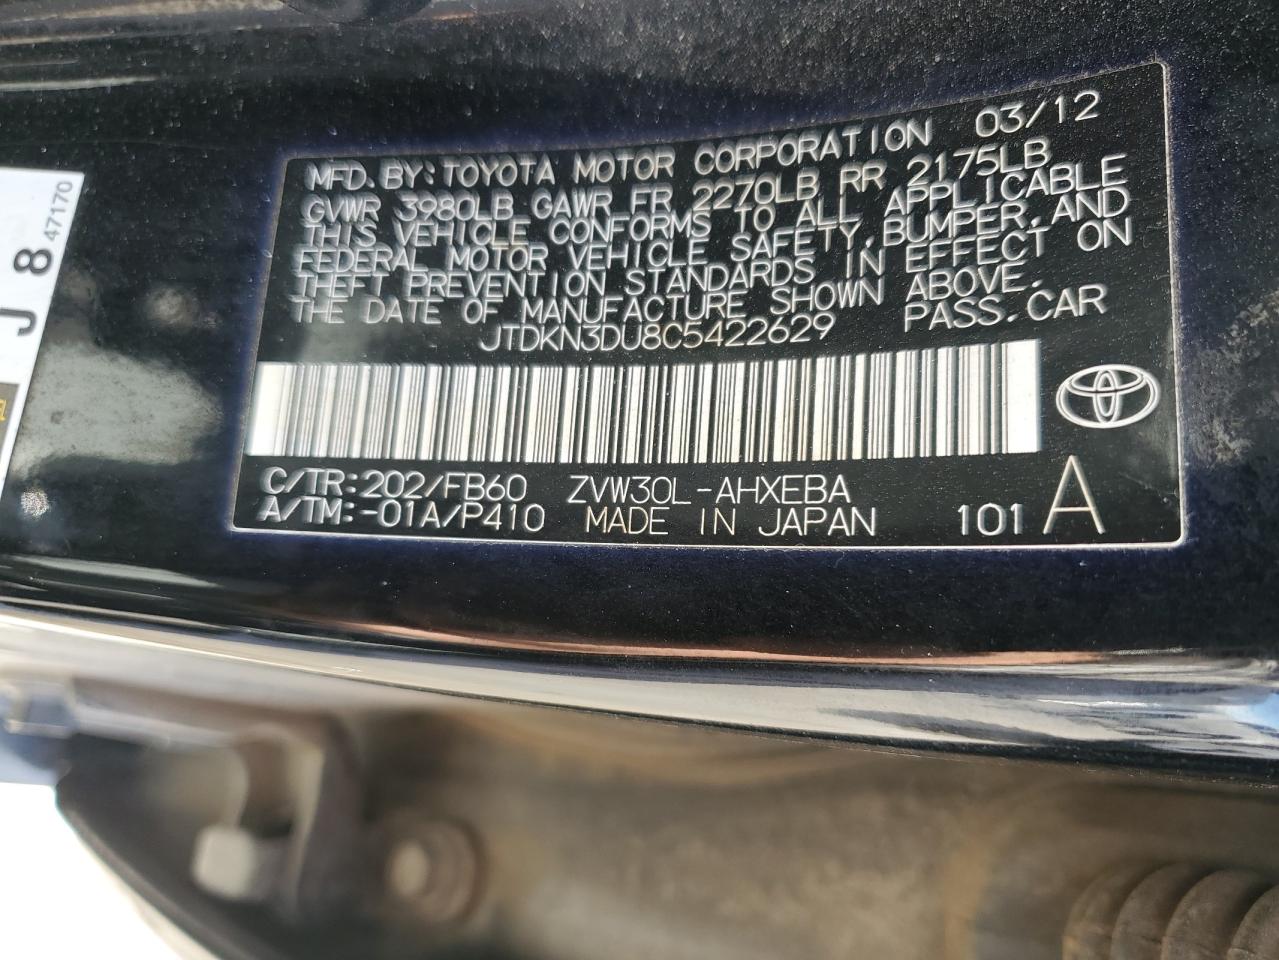 MFD. BY: TOYOTA MOTOR CORPORATION 03/12
GVWR 3980LB GAWR FR 2270LB RR 2175LB
THIS VEHICLE CONFORMS TO ALL APPLICABLE
FEDERAL MOTOR VEHICLE SAFETY, BUMPER, AND
THEFT PREVENTION STANDARDS IN EFFECT ON
THE DATE OF MANUFACTURE SHOWN ABOVE.
JTDKN3DU8C5422629 PASS. CAR
C/TR: 202/FB60 ZVW30L-AHXEBA
A/TM: -01A/P410 MADE IN JAPAN 101 A
J 8
47170